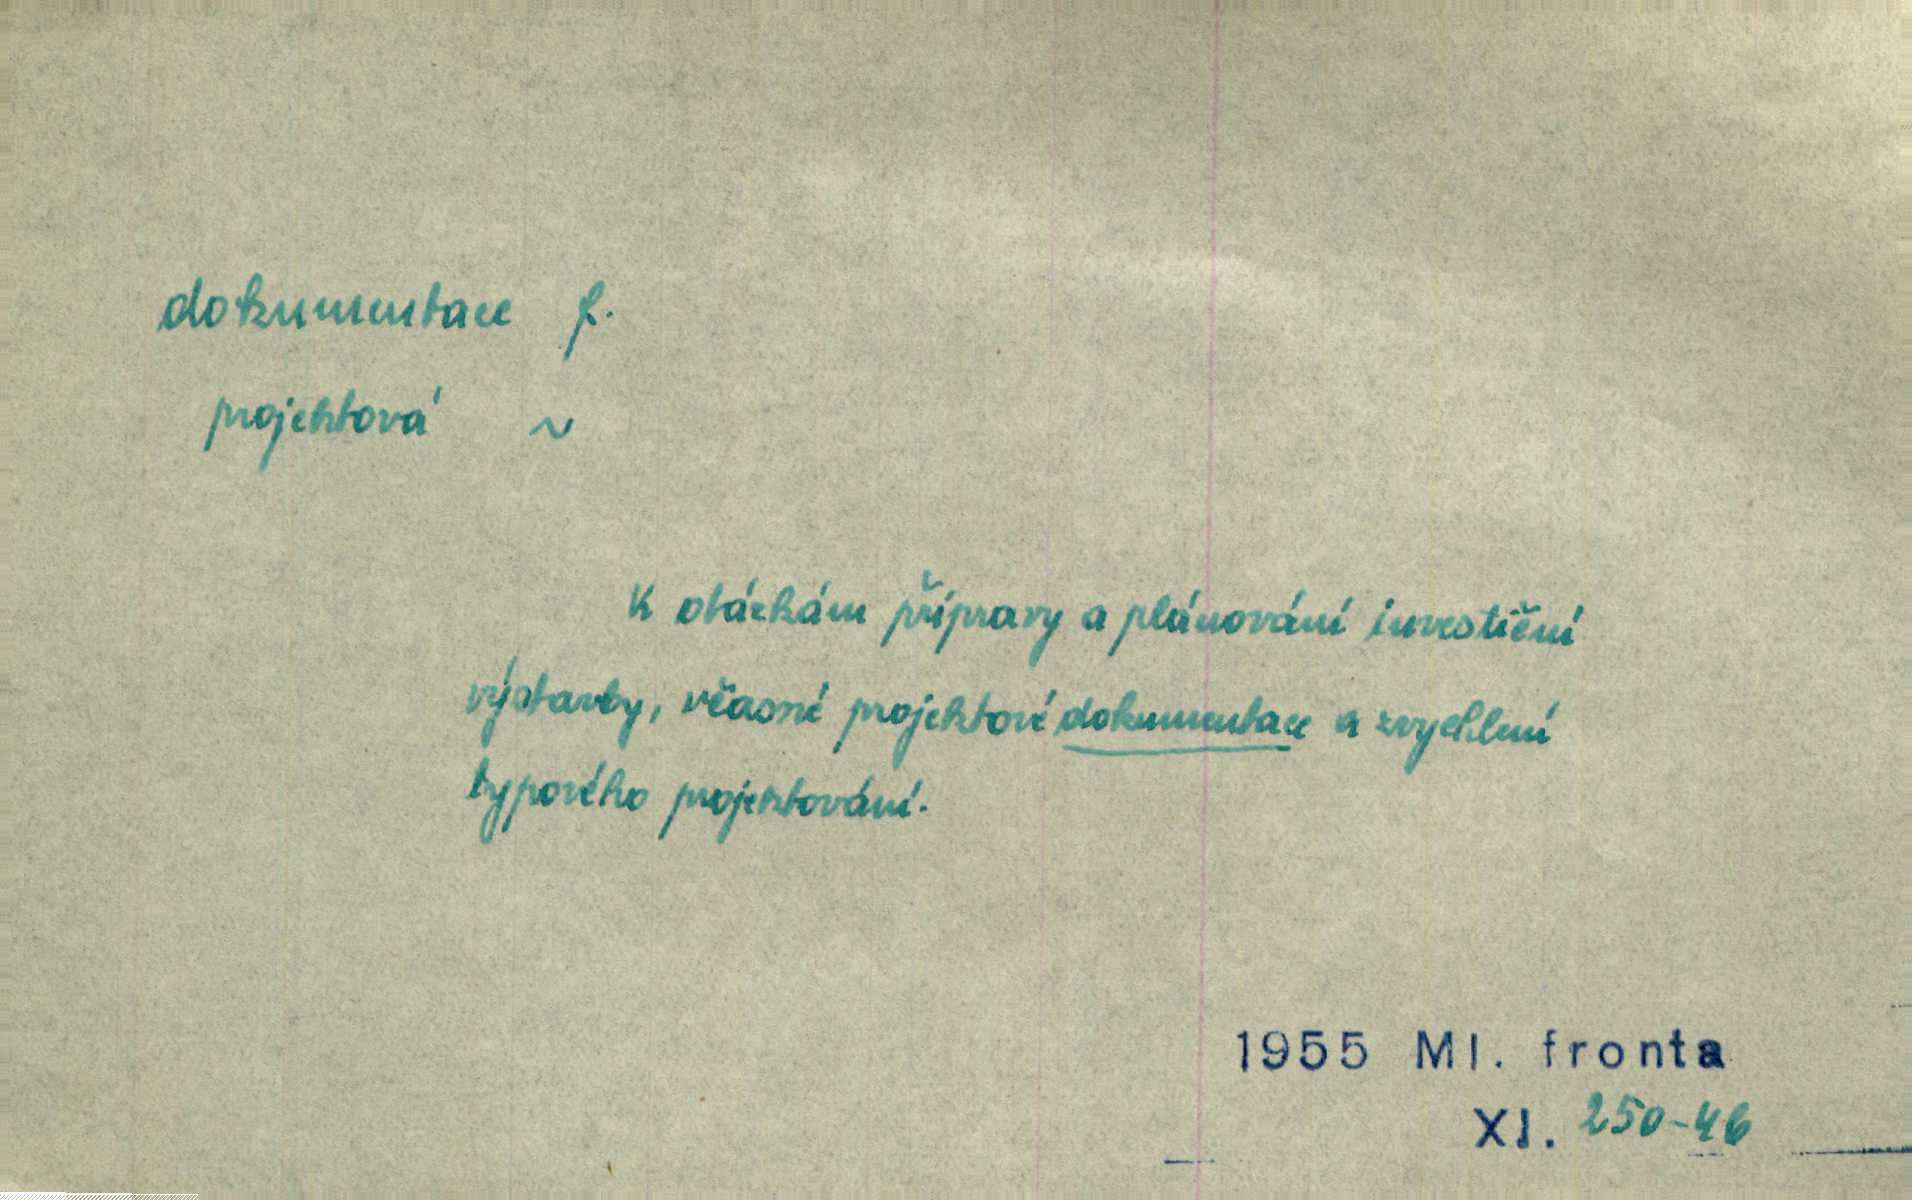 dokumentace f.
projektová ~
K otázkám přípravy a plánování investiční
výstavby, včasné projektové dokumentace a zrychlení
typového projektování.
1955 Ml. fronta
XI. 250-46